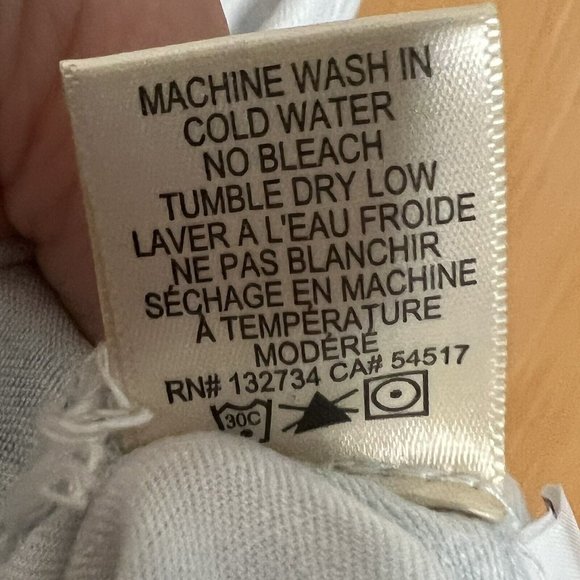 MACHINE WASH IN
COLD WATER
NO BLEACH
TUMBLE DRY LOW
LAVER A L'EAU FROIDE
NE PAS BLANCHIR
SÉCHAGE EN MACHINE
À TEMPÉRATURE
MODÉRÉ
RN# 132734 CA# 54517
30C